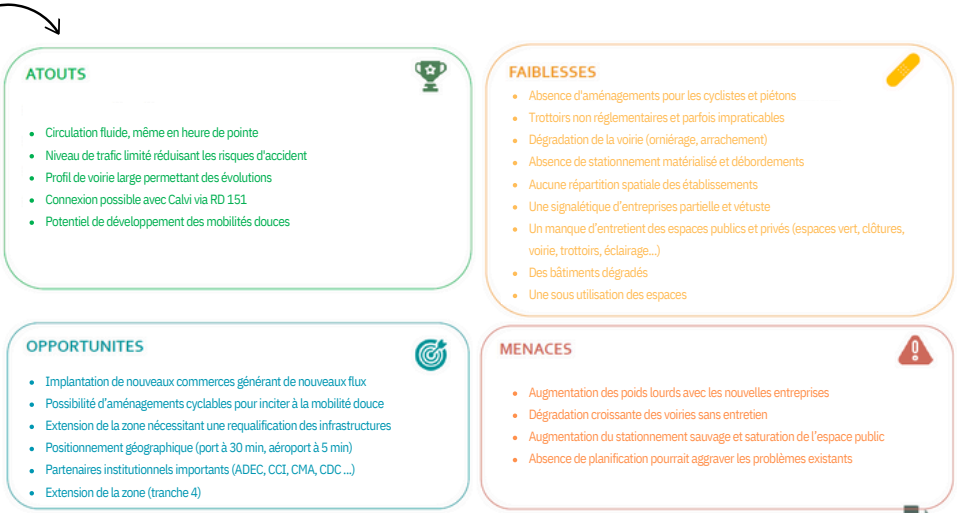 ATOUTS
Circulation fluide, même en heure de pointe
Niveau de trafic limité réduisant les risques d'accident
Profil de voirie large permettant des évolutions
Connexion possible avec Calvi via RD 151
Potentiel de développement des mobilités douces
FAIBLESSES
Absence d'aménagements pour les cyclistes et piétons
Trottoirs non réglementaires et parfois impraticables
Dégradation de la voirie (orniérage, arrachement)
Absence de stationnement matérialisé et débordements
Aucune répartition spatiale des établissements
Une signalétique d'entreprises partielle et vétuste
Un manque d'entretient des espaces publics et privés (espaces vert, clôtures,
voirie, trottoirs, éclairage...)
Des bâtiments dégradés
Une sous utilisation des espaces
OPPORTUNITES
Implantation de nouveaux commerces générant de nouveaux flux
Possibilité d'aménagements cyclables pour inciter à la mobilité douce
Extension de la zone nécessitant une requalification des infrastructures
Positionnement géographique (port à 30 min, aéroport à 5 min)
Partenaires institutionnels importants (ADEC, CCI, CMA, CDC ...)
Extension de la zone (tranche 4)
MENACES
Augmentation des poids lourds avec les nouvelles entreprises
Dégradation croissante des voiries sans entretien
Augmentation du stationnement sauvage et saturation de l'espace public
Absence de planification pourrait aggraver les problèmes existants